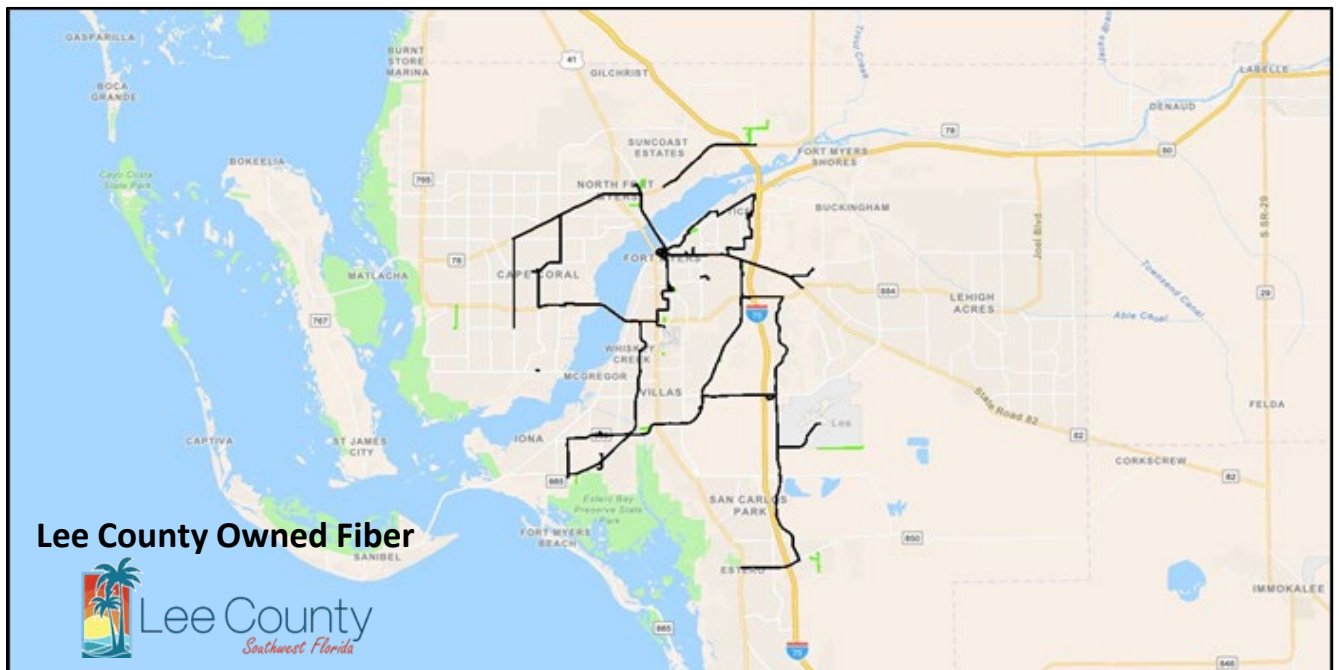 GASPARILLA
BOCA
GRANDE
BURNT
STORE
MARINA
41
GILCHRIST
Trout Creek
LABELLE
DENAUD
78
80
S SR-29
SUNCOAST
ESTATES
FORT MYERS
SHORES
BOKEELIA
Cayo Costa
State Park
765
NORTH FORT
MYERS
TICE
BUCKINGHAM
Joel Blvd
MATLACHA
78
CAPE CORAL
FORT MYERS
884
LEHIGH
ACRES
Townsend Canal
Able Canal
29
767
75
WHISKEY
CREEK
MCGREGOR
VILLAS
State Road 82
FELDA
CAPTIVA
ST JAMES
CITY
IONA
Lee
82
CORKSCREW
82
865
Estero Bay
Preserve State
Park
SAN CARLOS
PARK
FORT MYERS
BEACH
850
Lee County Owned Fiber
SANIBEL
ESTERO
IMMOKALEE
Lee County
Southwest Florida
865
75
846